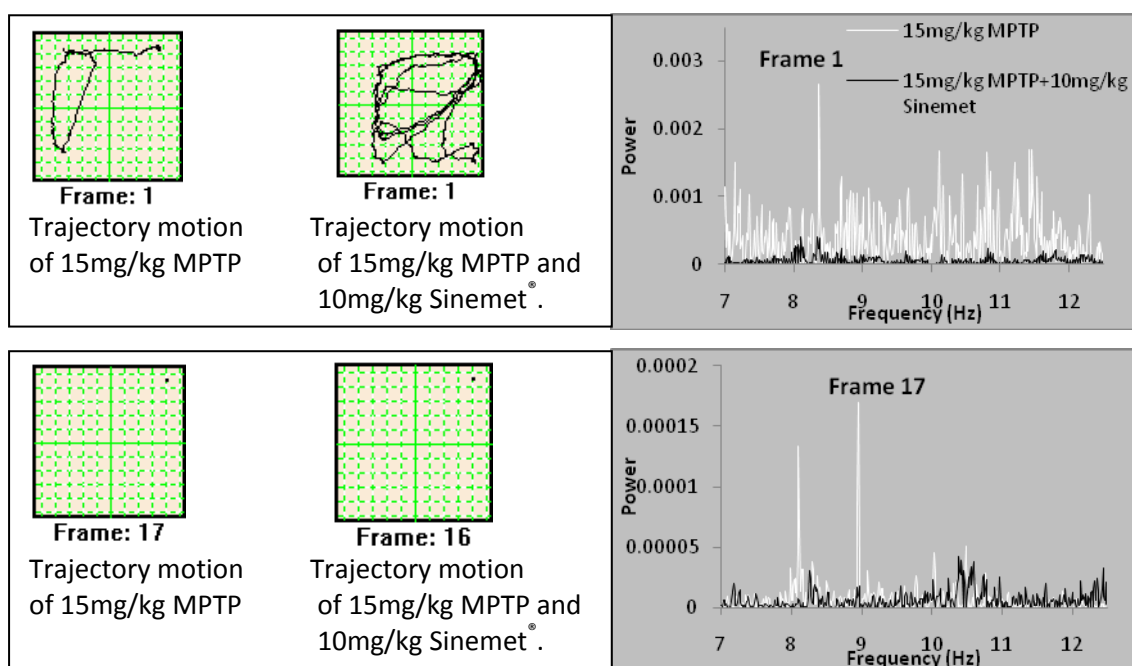 Frame: 1
Trajectory motion
of 15mg/kg MPTP
Frame: 1
Trajectory motion
of 15mg/kg MPTP and
10mg/kg Sinemet®.
15mg/kg MPTP
Frame 1
15mg/kg MPTP+10mg/kg
Sinemet
Power
0.003
0.002
0.001
0
7 8 9 10 11 12
Frequency (Hz)
Frame: 17
Trajectory motion
of 15mg/kg MPTP
Frame: 16
Trajectory motion
of 15mg/kg MPTP and
10mg/kg Sinemet®.
Frame 17
Power
0.0002
0.00015
0.0001
0.00005
0
7 8 9 10 11 12
Frequency (Hz)